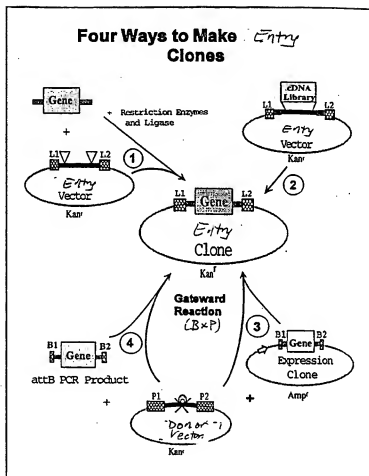 Four Ways to Make Entry
Clones
Gene
+ Restriction Enzymes
and Ligase
+
cDNA
Library
L1 L2
Entry
Vector
Kanʳ
1
L1 L2
Entry
Vector
Kanʳ
2
L1 Gene L2
Entry
Clone
Kanʳ
Gateward
Reaction
(B×P)
4
3
B1 Gene B2
attB PCR Product
+
B1 Gene B2
Expression
Clone
Ampʳ
+
P1 P2
Donor
Vector
Kanʳ